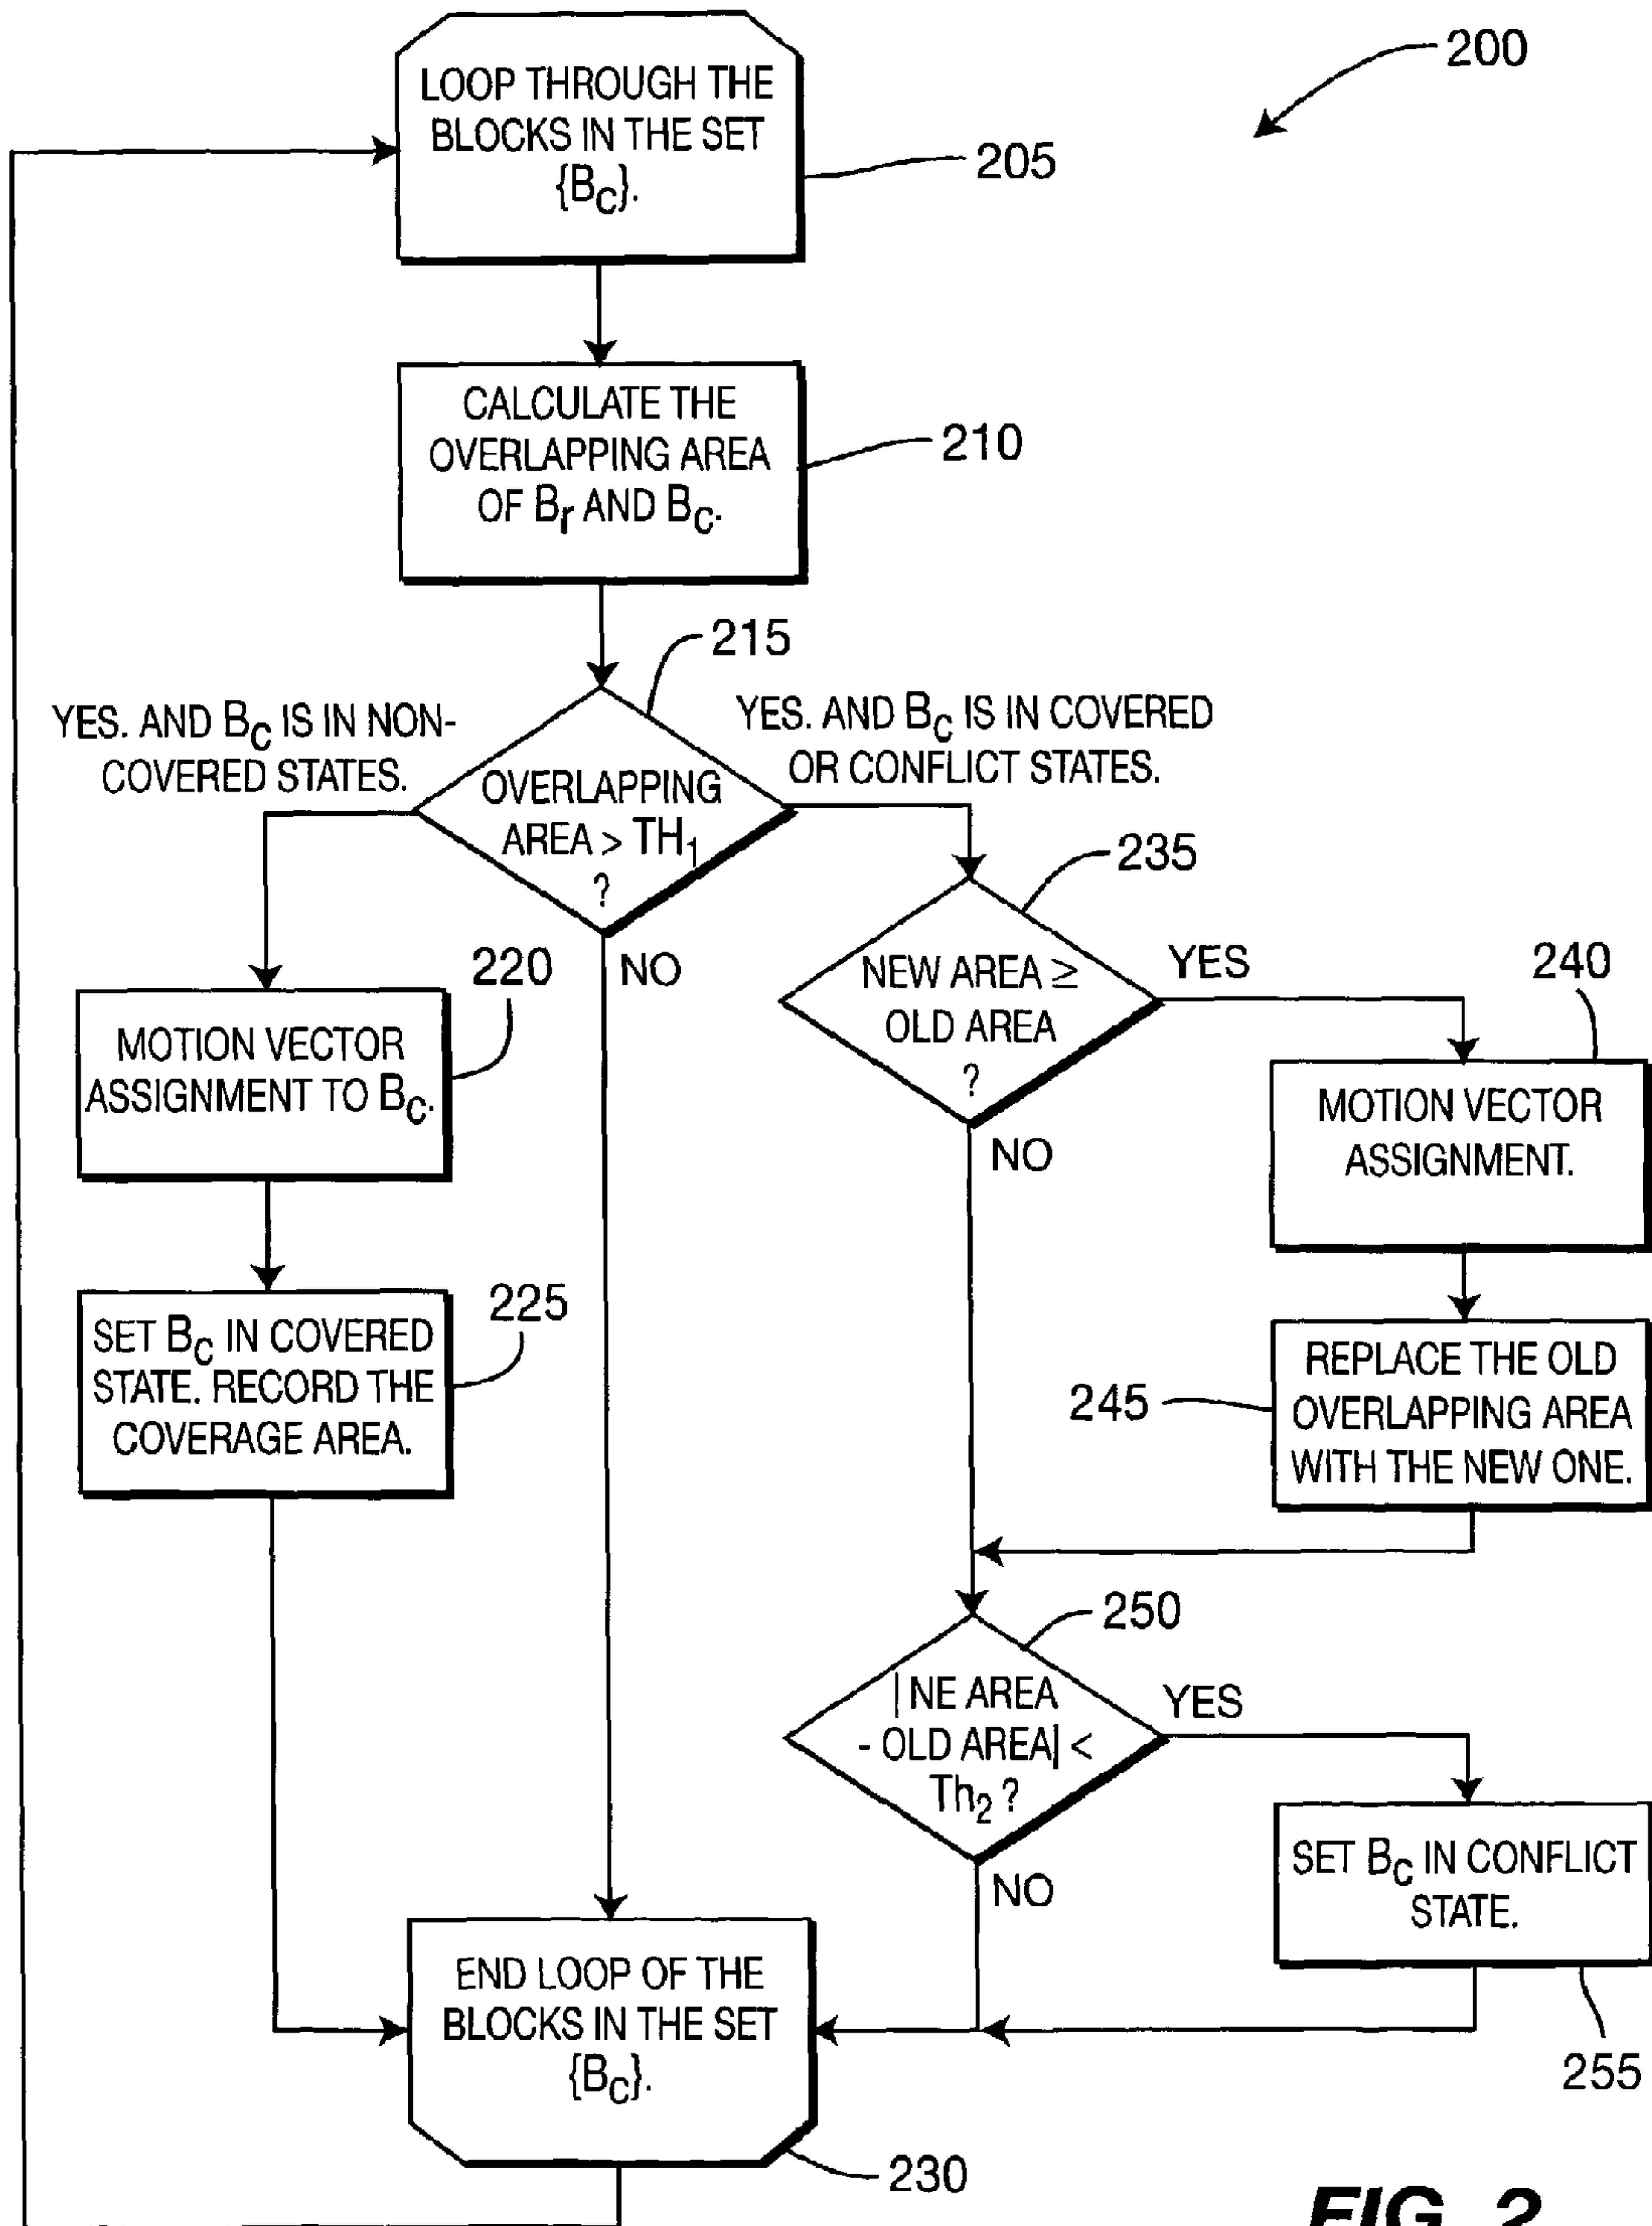 200
LOOP THROUGH THE
BLOCKS IN THE SET
{Bc}.
205
CALCULATE THE
OVERLAPPING AREA
OF Br AND Bc.
210
215
YES. AND Bc IS IN NON-
COVERED STATES.
YES. AND Bc IS IN COVERED
OR CONFLICT STATES.
OVERLAPPING
AREA > TH1
?
NO
220
MOTION VECTOR
ASSIGNMENT TO Bc.
225
SET Bc IN COVERED
STATE. RECORD THE
COVERAGE AREA.
235
NEW AREA ≥
OLD AREA
?
YES
NO
240
MOTION VECTOR
ASSIGNMENT.
245
REPLACE THE OLD
OVERLAPPING AREA
WITH THE NEW ONE.
250
| NE AREA
- OLD AREA| <
Th2 ?
YES
NO
SET Bc IN CONFLICT
STATE.
255
END LOOP OF THE
BLOCKS IN THE SET
{Bc}.
230
FIG. 2